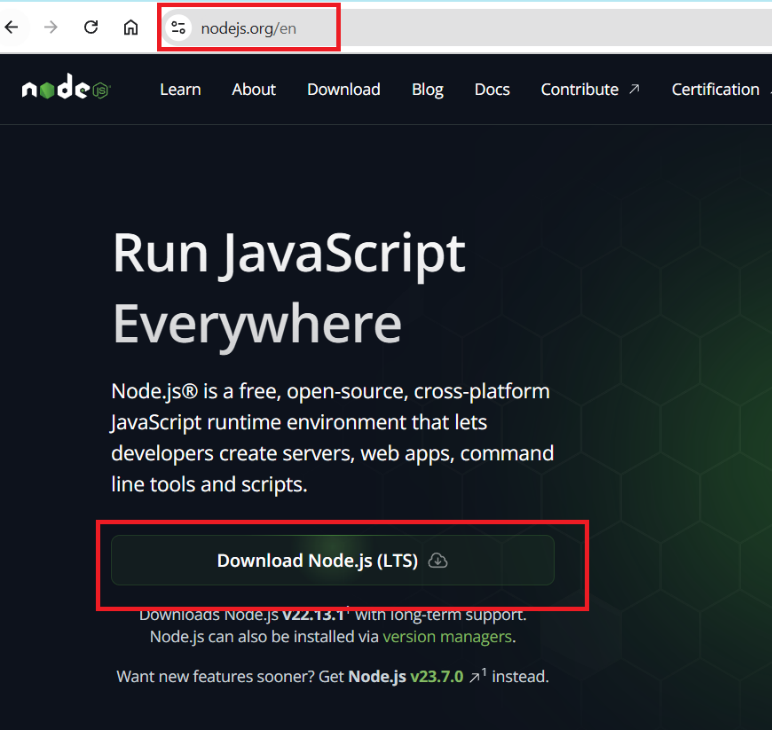 nodejs.org/en
node JS
Learn About Download Blog Docs Contribute ↗ Certification
Run JavaScript
Everywhere
Node.js® is a free, open-source, cross-platform
JavaScript runtime environment that lets
developers create servers, web apps, command
line tools and scripts.
Download Node.js (LTS)
Downloads Node.js v22.13.1¹ with long-term support.
Node.js can also be installed via version managers.
Want new features sooner? Get Node.js v23.7.0 ↗¹ instead.